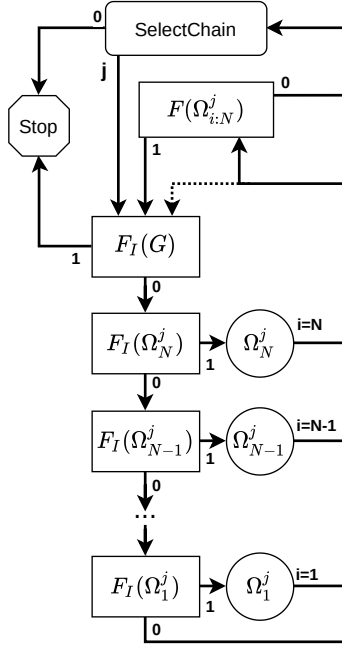 0
SelectChain
j
0
F(Ω^j_{i:N})
Stop
1
F_I(G)
1
0
F_I(Ω^j_N)
Ω^j_N
i=N
1
0
F_I(Ω^j_{N-1})
Ω^j_{N-1}
i=N-1
1
0
...
F_I(Ω^j_1)
Ω^j_1
i=1
1
0